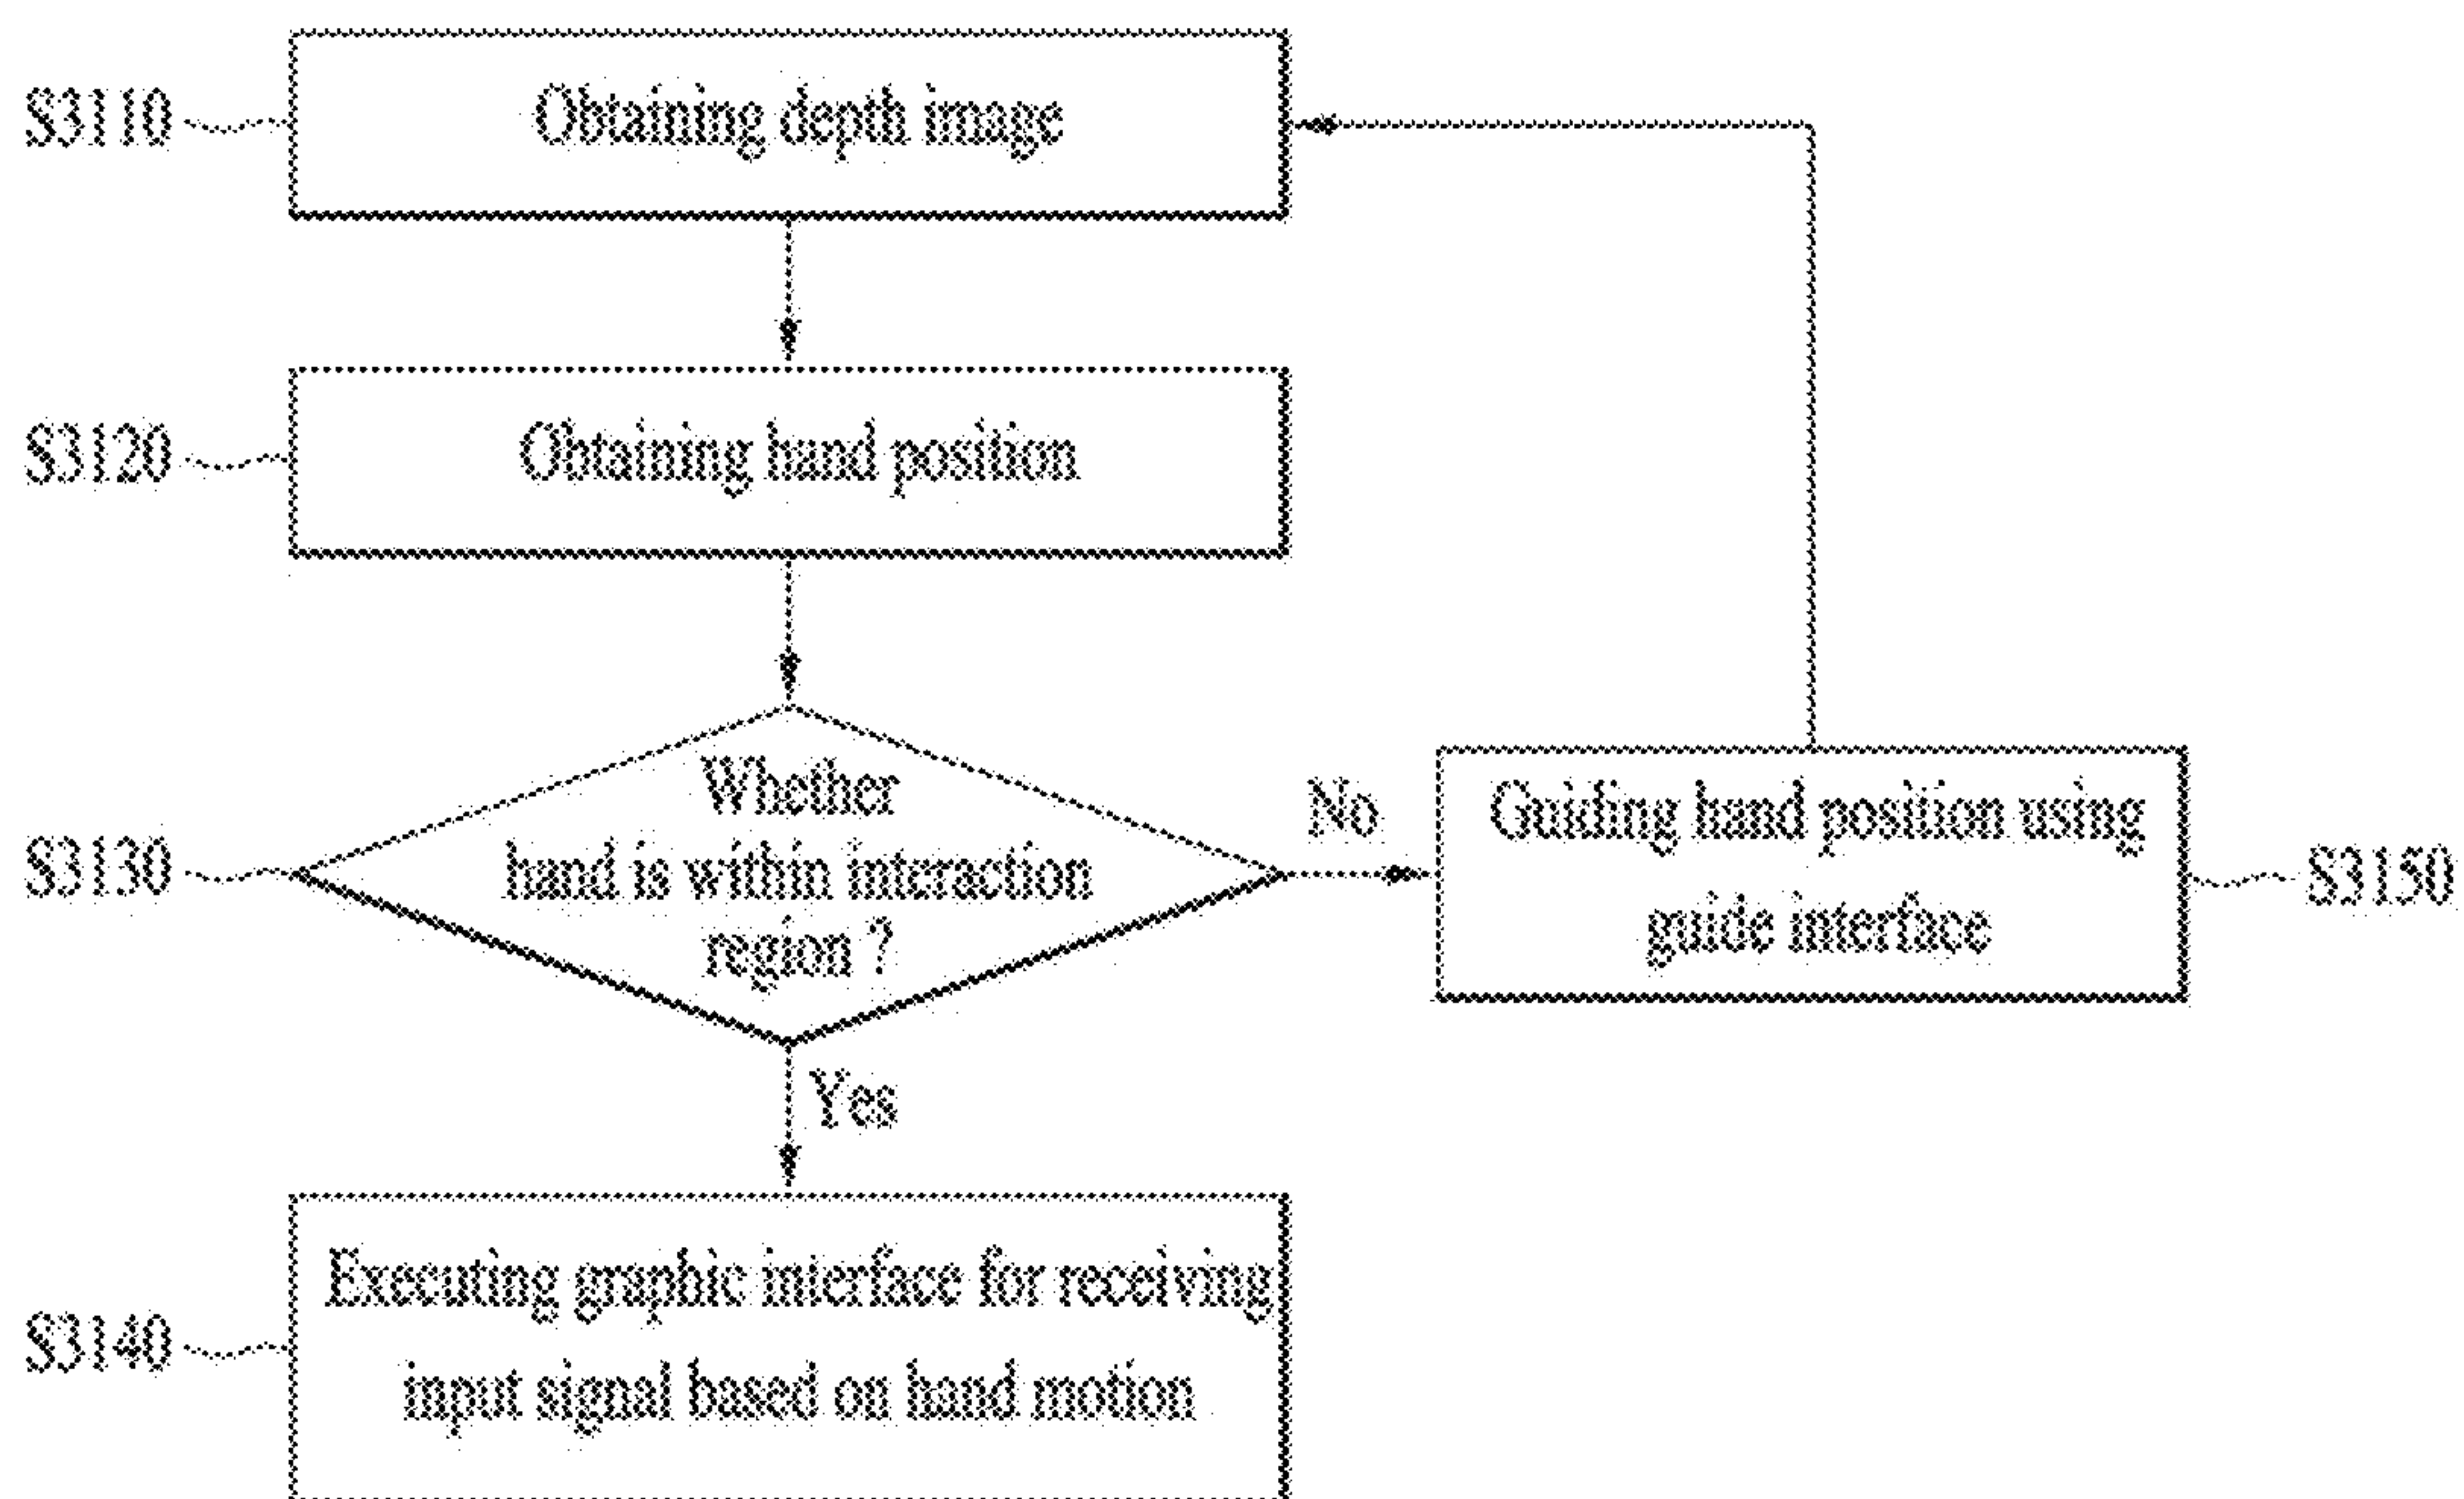 S3110
Obtaining depth image
S3120
Obtaining hand position
S3130
Whether
hand is within interaction
region ?
No
Guiding hand position using
guide interface
S3150
Yes
S3140
Executing graphic interface for receiving
input signal based on hand motion